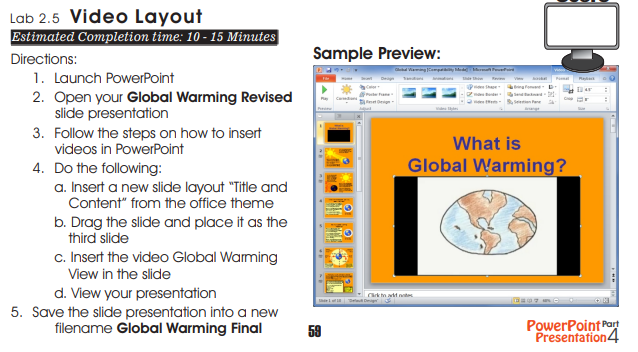 Lab 2.5 Video Layout
Estimated Completion time: 10 - 15 Minutes
Directions:
1. Launch PowerPoint
2. Open your Global Warming Revised
slide presentation
3. Follow the steps on how to insert
videos in PowerPoint
4. Do the following:
a. Insert a new slide layout “Title and
Content” from the office theme
b. Drag the slide and place it as the
third slide
c. Insert the video Global Warming
View in the slide
d. View your presentation
5. Save the slide presentation into a new
filename Global Warming Final
Sample Preview:
Global Warming [Compatibility Mode] - Microsoft PowerPoint
File Home Insert Design Transitions Animations Slide Show Review View Acrobat Format Playback
Play
Corrections
Color
Poster Frame
Reset Design
Video Shape
Video Border
Video Effects
Bring Forward
Send Backward
Selection Pane
Crop
Preview Adjust Video Styles Arrange Size
What is
Global Warming?
Click to add notes
"Default Design"
59
PowerPoint Part
Presentation 4